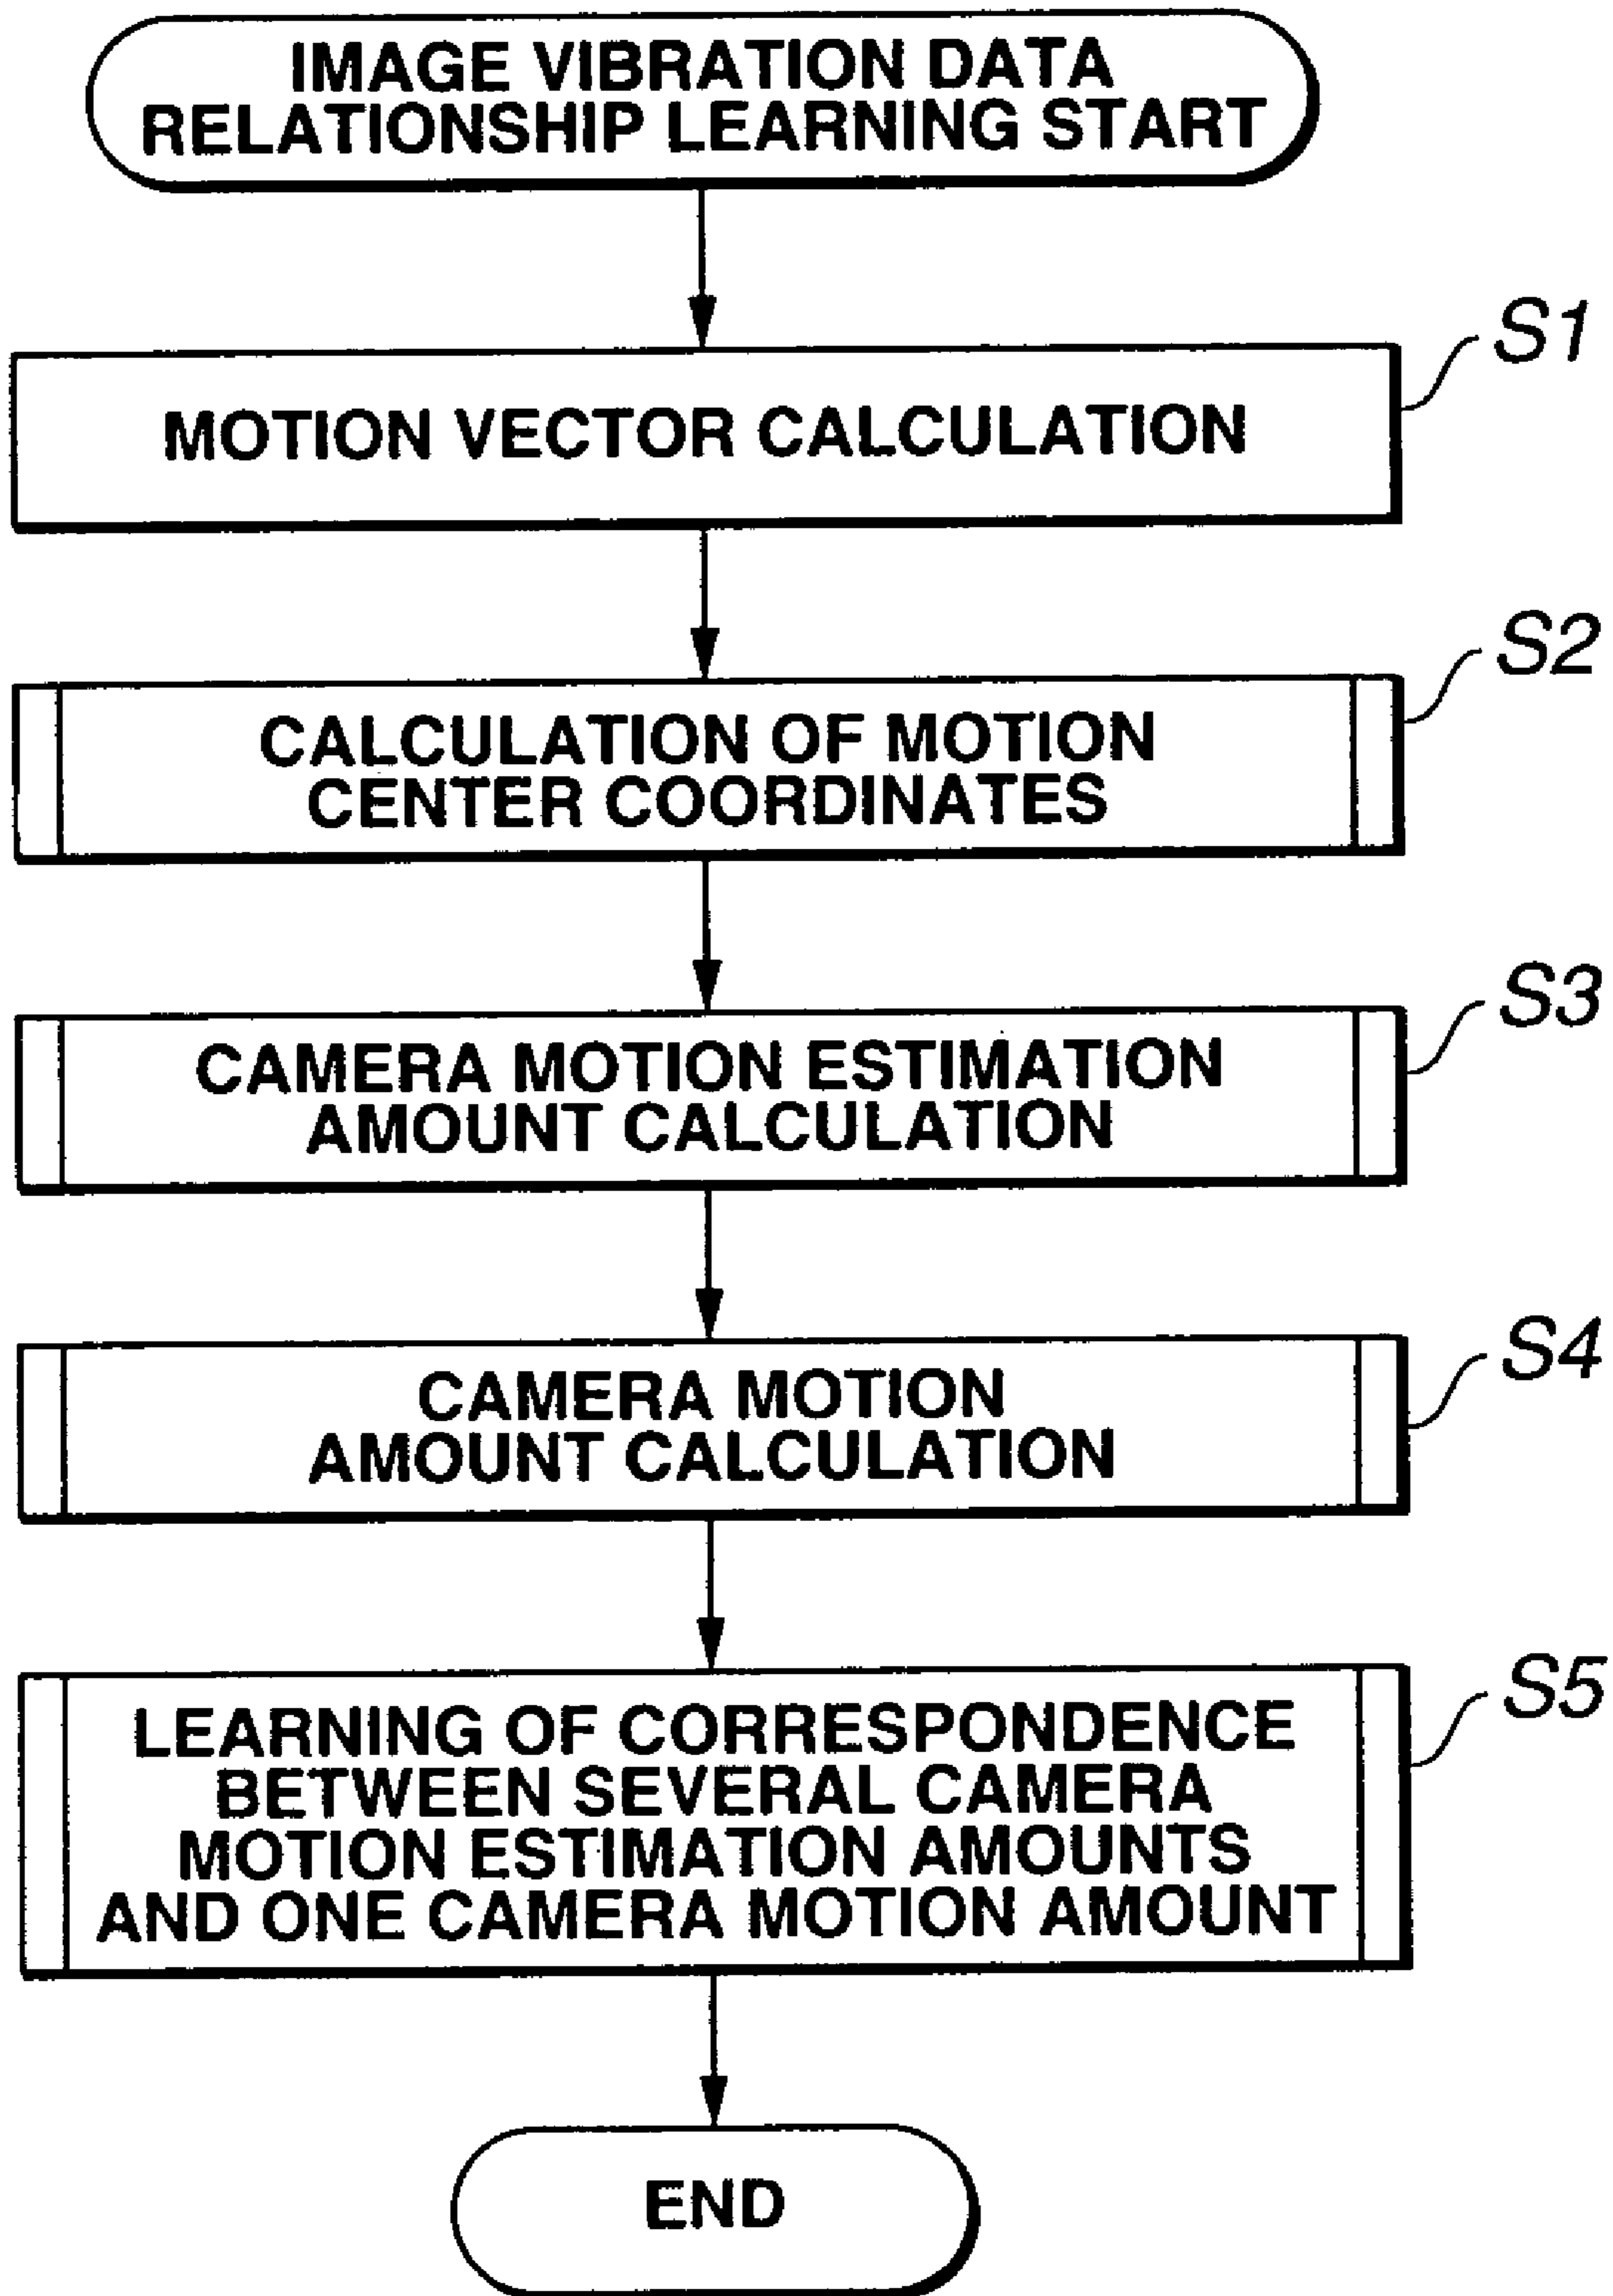 IMAGE VIBRATION DATA
RELATIONSHIP LEARNING START
S1
MOTION VECTOR CALCULATION
S2
CALCULATION OF MOTION
CENTER COORDINATES
S3
CAMERA MOTION ESTIMATION
AMOUNT CALCULATION
S4
CAMERA MOTION
AMOUNT CALCULATION
S5
LEARNING OF CORRESPONDENCE
BETWEEN SEVERAL CAMERA
MOTION ESTIMATION AMOUNTS
AND ONE CAMERA MOTION AMOUNT
END